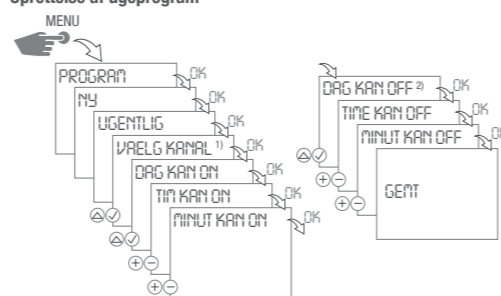 Oprettelse af ugeprogram
MENU
PROGRAM OK
NY OK
UGENTLIG OK
VAELG KANAL 1) OK
DAG KAN ON OK
TIM KAN ON OK
MINUT KAN ON OK
DAG KAN OFF 2) OK
TIME KAN OFF OK
MINUT KAN OFF OK
GEMT